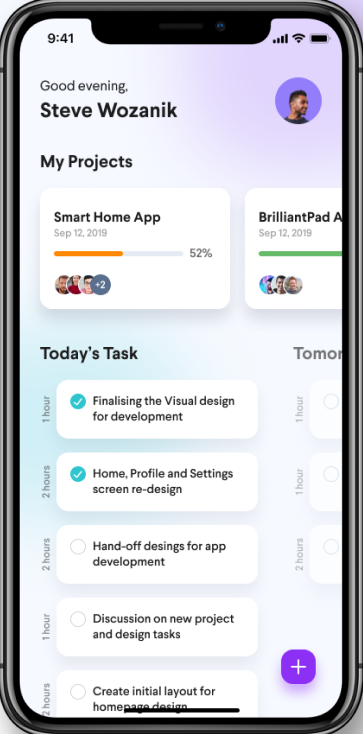 9:41
Good evening,
Steve Wozanik
My Projects
Smart Home App
Sep 12, 2019
52%
+2
BrilliantPad A
Sep 12, 2019
Today's Task
Tomor
1 hour
Finalising the Visual design
for development
1 hour
2 hours
Home, Profile and Settings
screen re-design
1 hour
2 hours
Hand-off desings for app
development
2 hours
1 hour
Discussion on new project
and design tasks
2 hours
Create initial layout for
homepage design